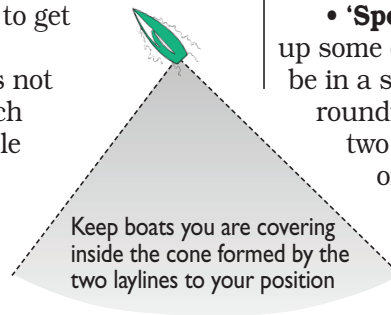 to get
s not
ch
le
• ‘Spe
up some
be in a s
round
two
o
Keep boats you are covering
inside the cone formed by the
two laylines to your position